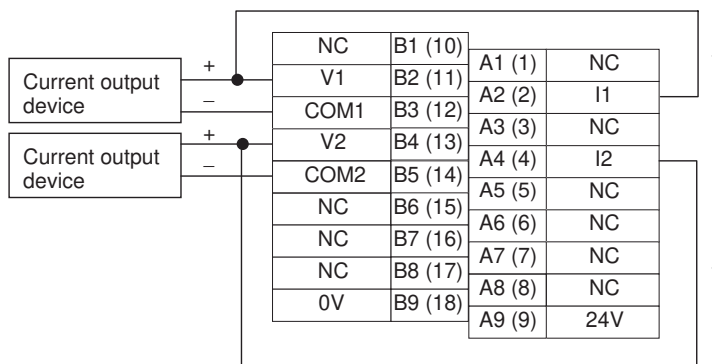 Current output
device
+
–
Current output
device
+
–
NC B1 (10)
V1 B2 (11)
COM1 B3 (12)
V2 B4 (13)
COM2 B5 (14)
NC B6 (15)
NC B7 (16)
NC B8 (17)
0V B9 (18)
A1 (1) NC
A2 (2) I1
A3 (3) NC
A4 (4) I2
A5 (5) NC
A6 (6) NC
A7 (7) NC
A8 (8) NC
A9 (9) 24V